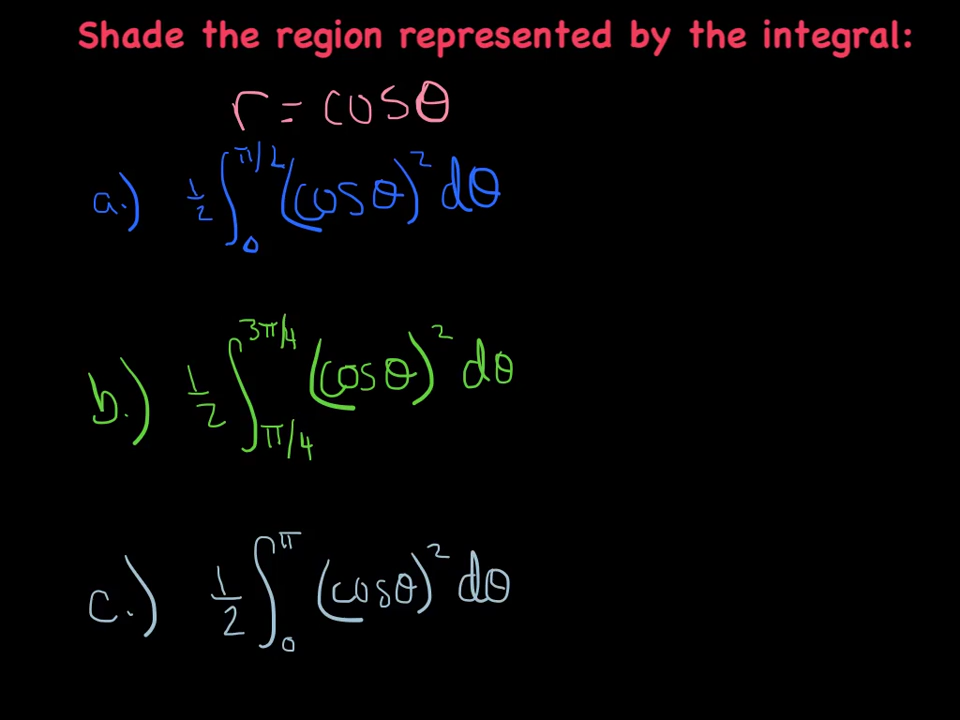 Shade the region represented by the integral:
r = cosθ
a.) 1/2 ∫₀^π/2 (cosθ)² dθ
b.) 1/2 ∫π/4^3π/4 (cosθ)² dθ
c.) 1/2 ∫₀^π (cosθ)² dθ